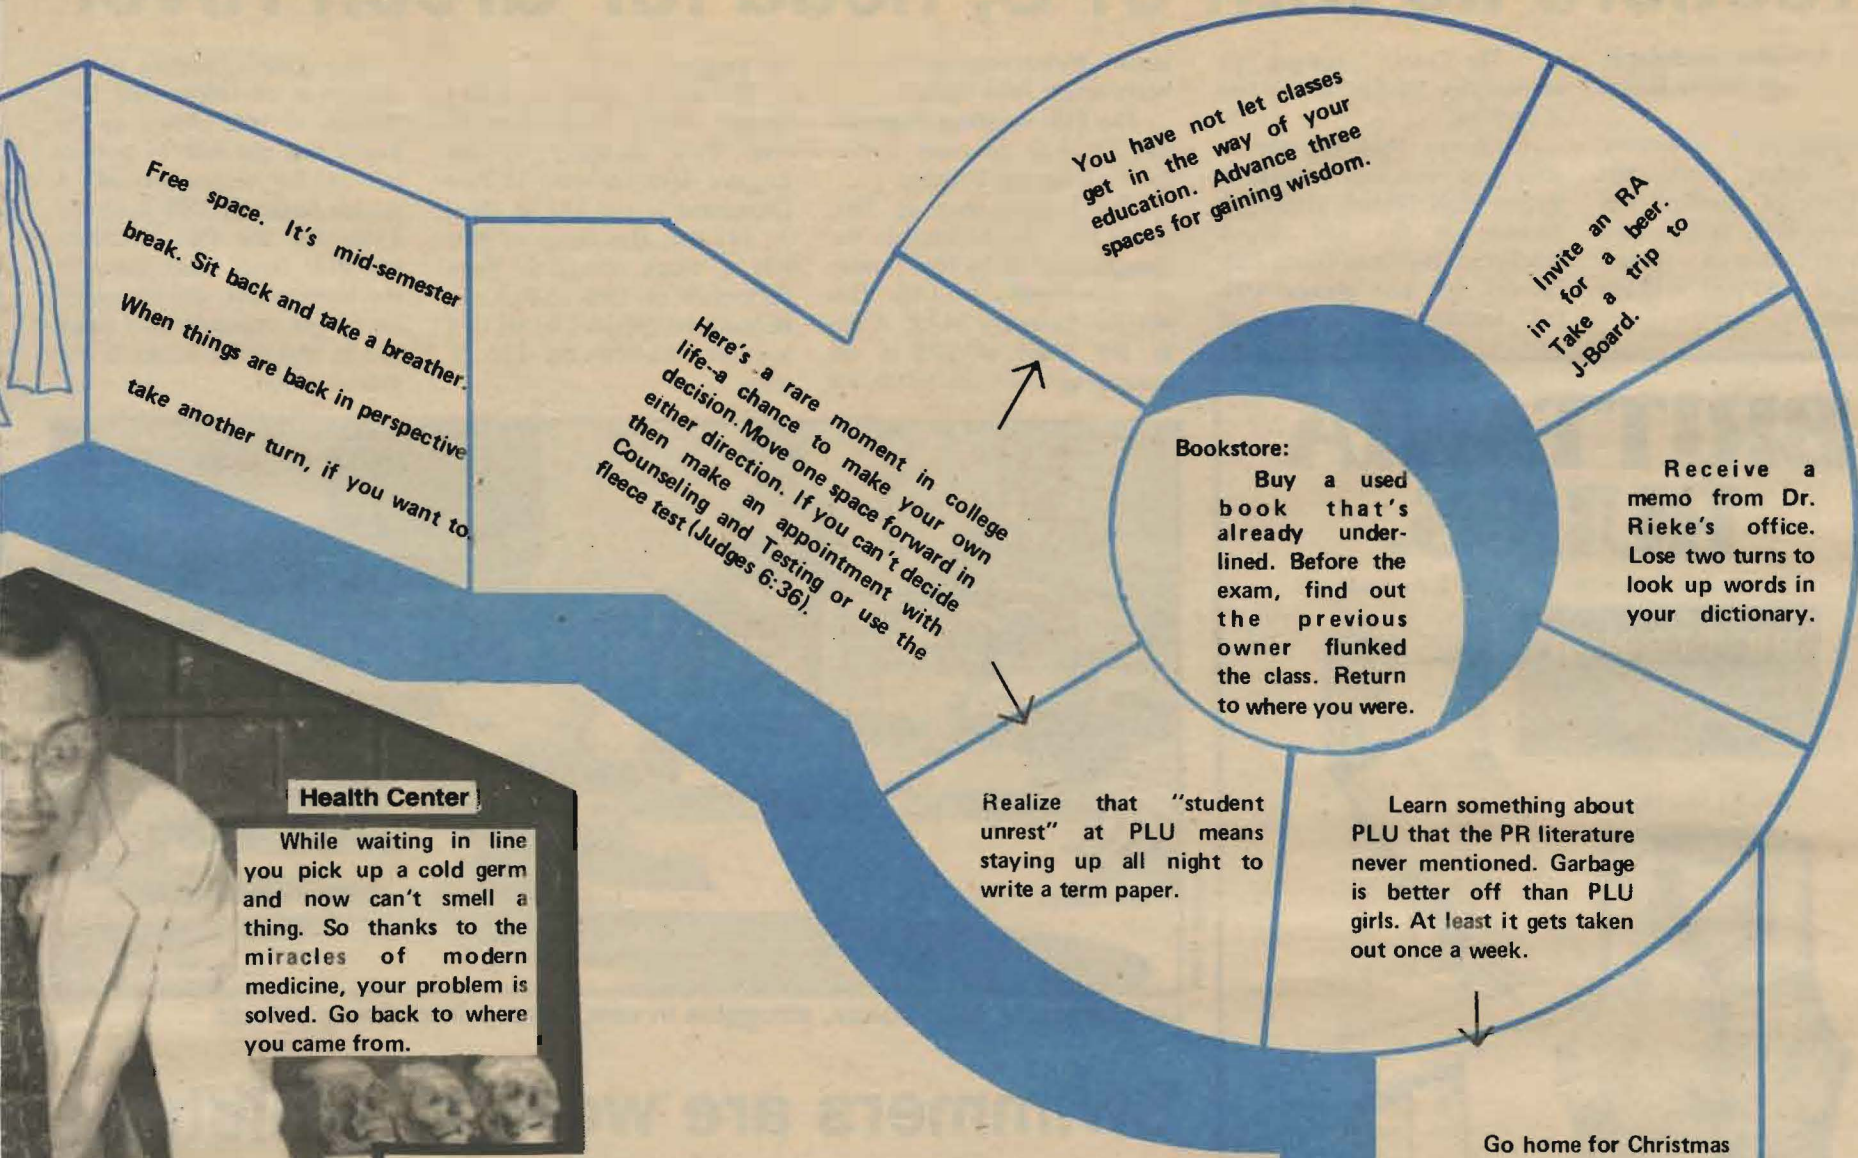 Free space. It's mid-semester
break. Sit back and take a breather.
When things are back in perspective
take another turn, if you want to.
Here's a rare moment in college
life--a chance to make your own
decision. Move one space forward in
either direction. If you can't decide
then make an appointment with
Counseling and Testing or use the
fleece test (Judges 6:36).
You have not let classes
get in the way of your
education. Advance three
spaces for gaining wisdom.
Invite an RA
in for a beer.
Take a trip to
J-Board.
Receive a
memo from Dr.
Rieke's office.
Lose two turns to
look up words in
your dictionary.
Bookstore:
Buy a used
book that's
already under-
lined. Before the
exam, find out
the previous
owner flunked
the class. Return
to where you were.
Realize that "student
unrest" at PLU means
staying up all night to
write a term paper.
Learn something about
PLU that the PR literature
never mentioned. Garbage
is better off than PLU
girls. At least it gets taken
out once a week.
Health Center
While waiting in line
you pick up a cold germ
and now can't smell a
thing. So thanks to the
miracles of modern
medicine, your problem is
solved. Go back to where
you came from.
Go home for Christmas